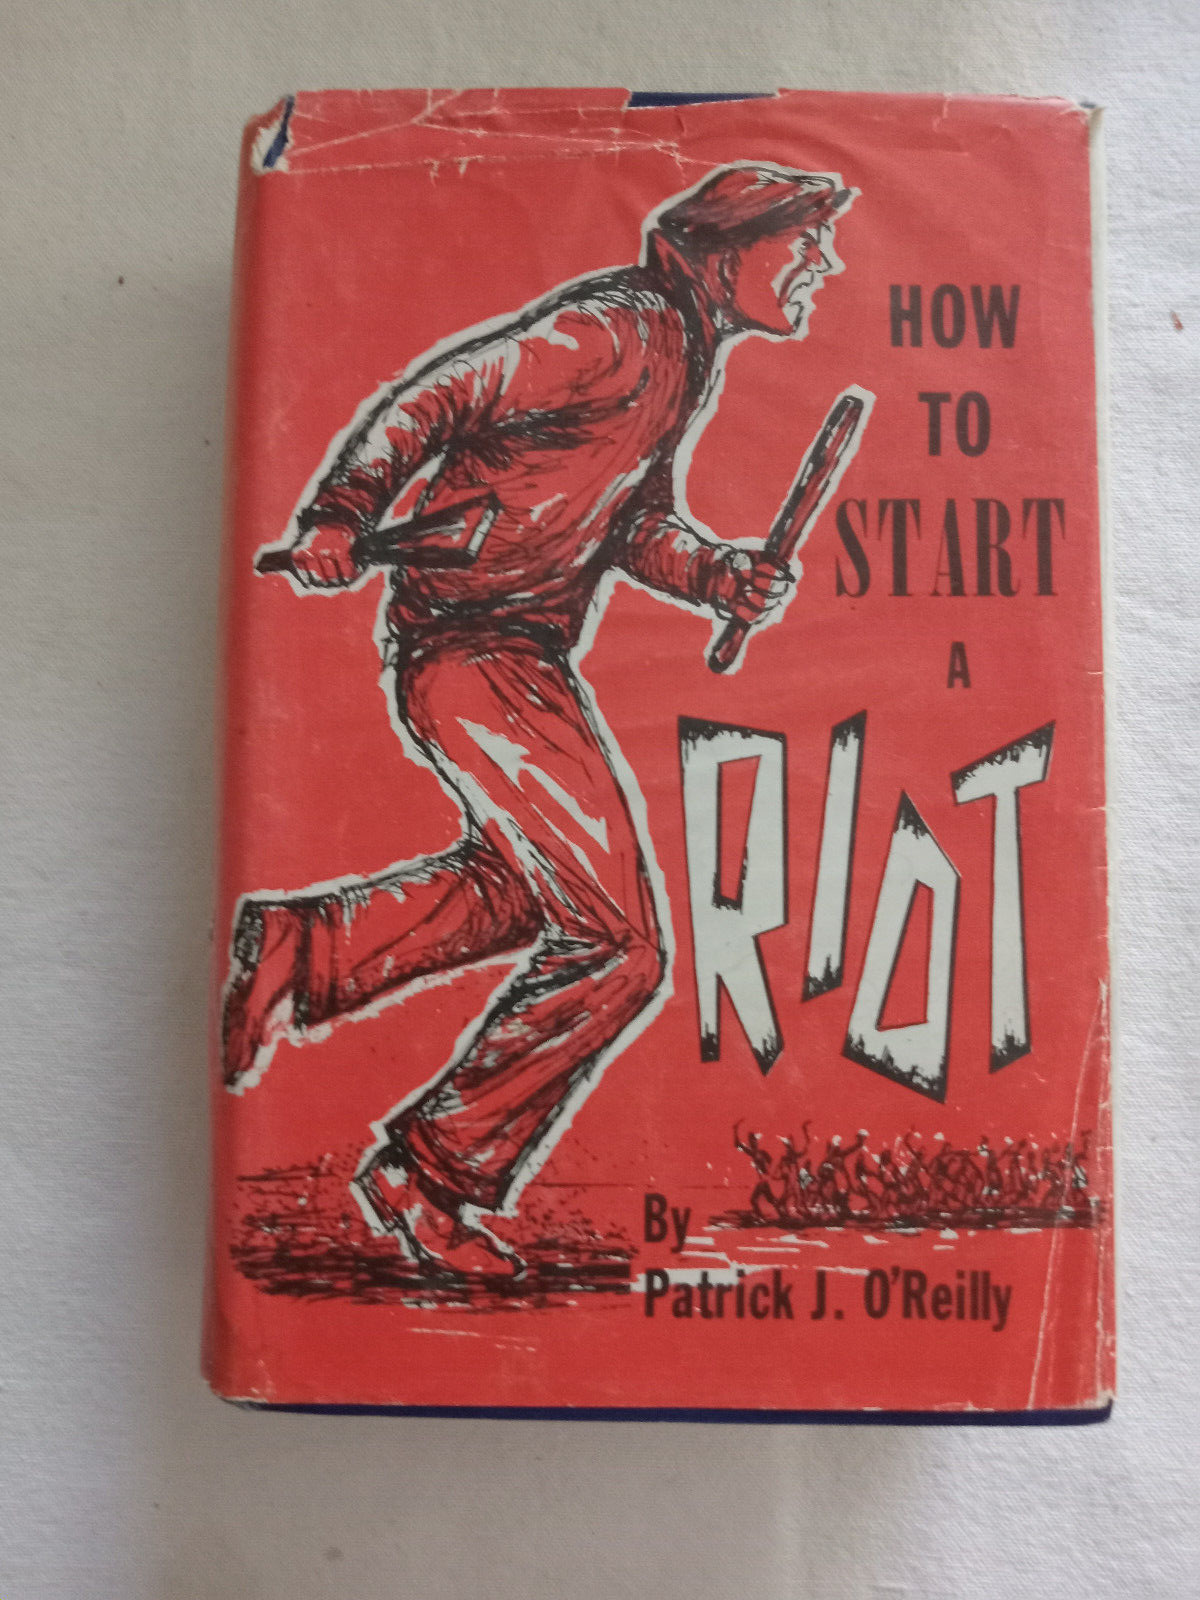 HOW
TO
START
A
RIOT
By
Patrick J. O'Reilly